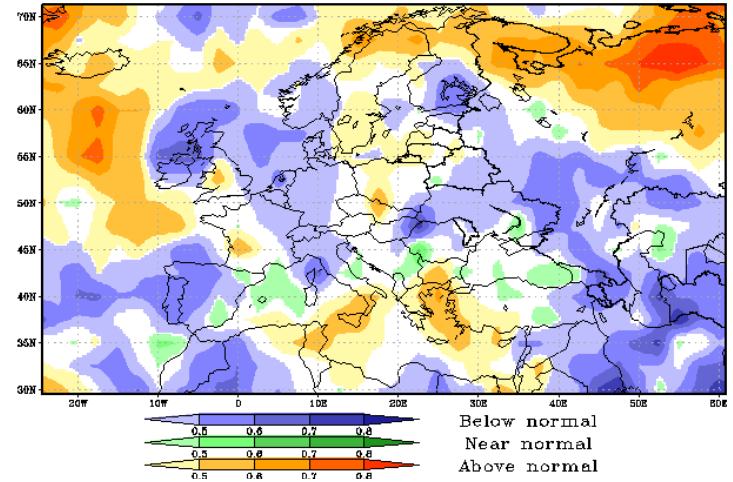 70N
65N
60N
55N
50N
45N
40N
35N
30N
20W 10W 0 10E 20E 30E 40E 50E 60E
0.5 0.6 0.7 0.8 Below normal
0.5 0.6 0.7 0.8 Near normal
0.5 0.6 0.7 0.8 Above normal